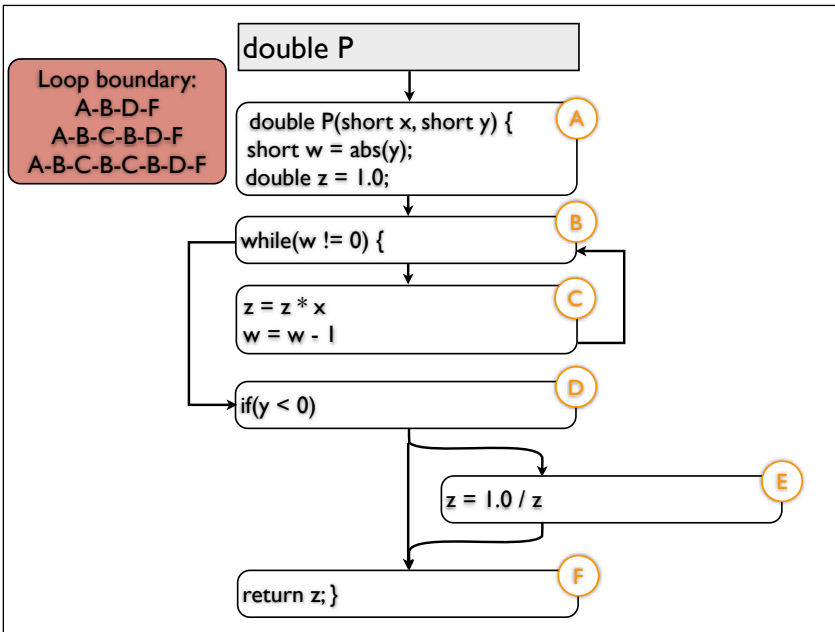 double P
Loop boundary:
A-B-D-F
A-B-C-B-D-F
A-B-C-B-C-B-D-F
A
double P(short x, short y) {
short w = abs(y);
double z = 1.0;
B
while(w != 0) {
C
z = z * x
w = w - 1
D
if(y < 0)
E
z = 1.0 / z
F
return z; }